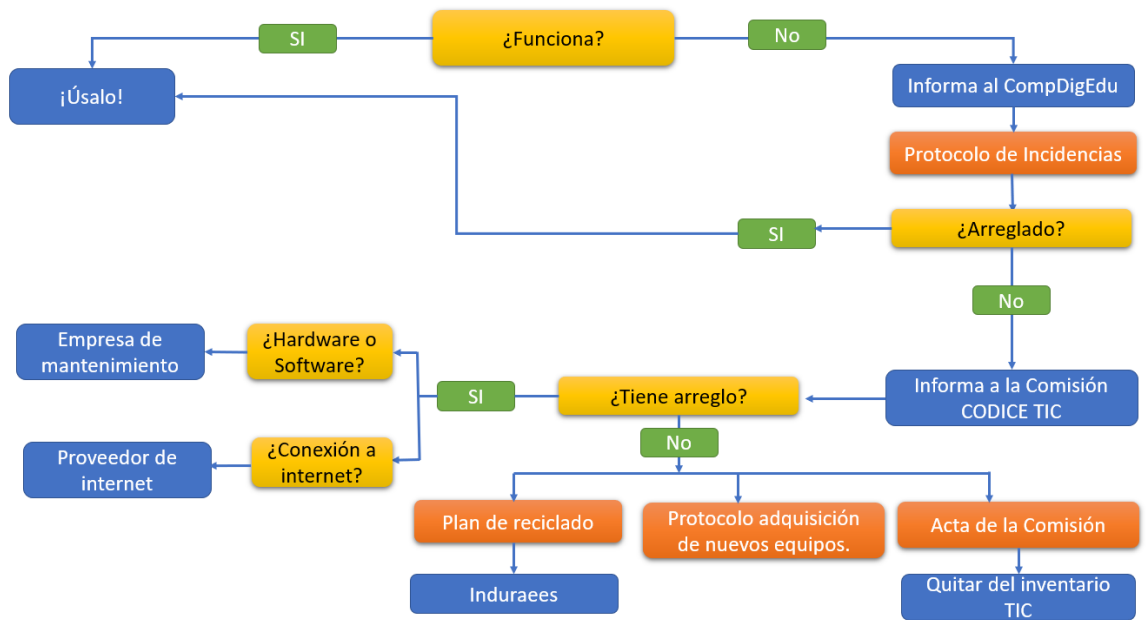 SI
¿Funciona?
No
¡Úsalo!
Informa al CompDigEdu
Protocolo de Incidencias
SI
¿Arreglado?
No
Empresa de
mantenimiento
¿Hardware o
Software?
SI
¿Tiene arreglo?
Informa a la Comisión
CODICE TIC
No
Proveedor de
internet
¿Conexión a
internet?
Plan de reciclado
Protocolo adquisición
de nuevos equipos.
Acta de la Comisión
Induraees
Quitar del inventario
TIC